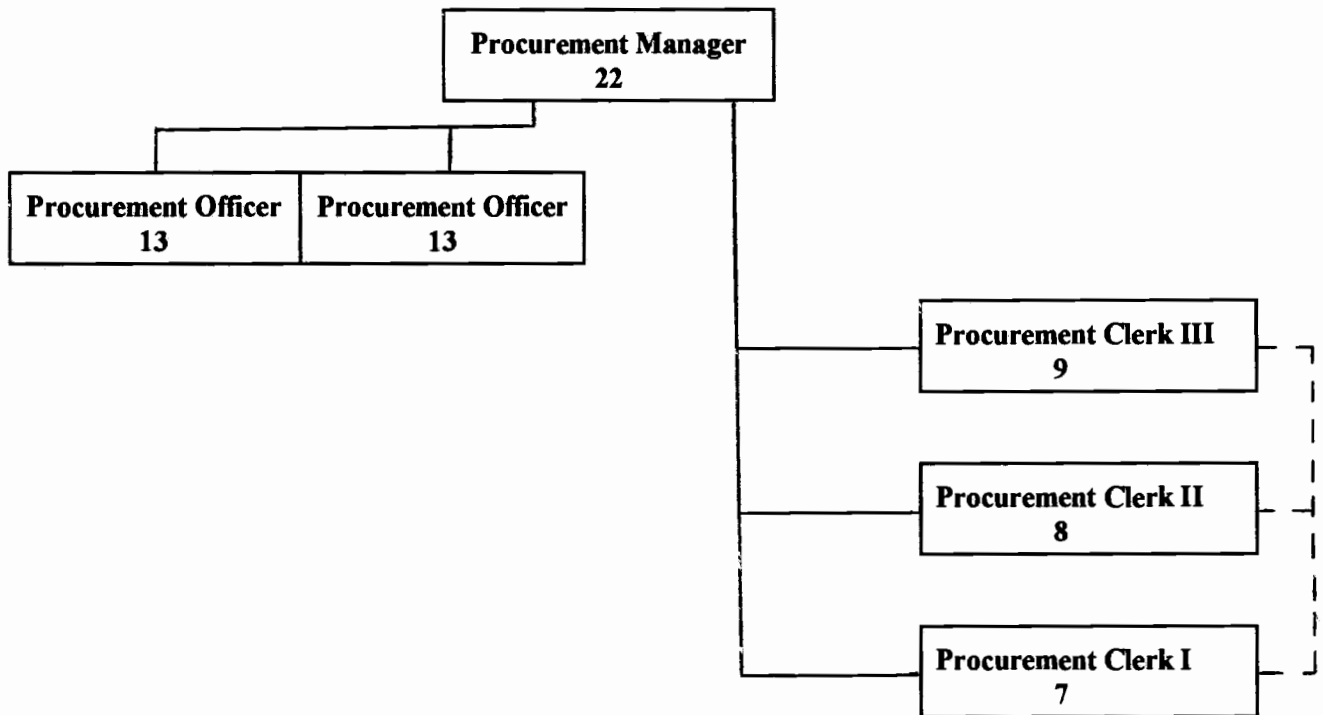 Procurement Manager
22
Procurement Officer
13
Procurement Officer
13
Procurement Clerk III
9
Procurement Clerk II
8
Procurement Clerk I
7